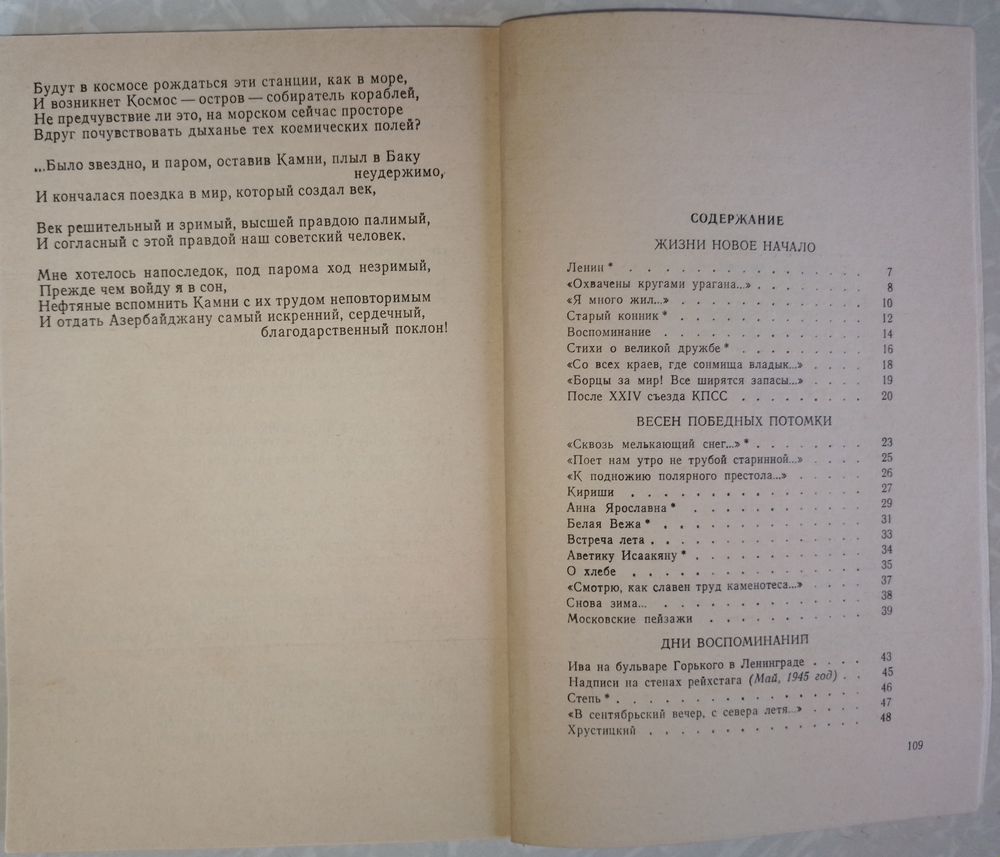 Будут в космосе рождаться эти станции, как в море,
И возникнет Космос — остров — собиратель кораблей,
Не предчувствие ли это, на морском сейчас просторе
Вдруг почувствовать дыханье тех космических полей?
...Было звездно, и паром, оставив Камни, плыл в Баку
неудержимо,
И кончалася поездка в мир, который создал век,
Век решительный и зримый, высшей правдою палимый,
И согласный с этой правдой наш советский человек.
Мне хотелось напоследок, под парома ход незримый,
Прежде чем войду я в сон,
Нефтяные вспомнить Камни с их трудом неповторимым
И отдать Азербайджану самый искренний, сердечный,
благодарственный поклон!
СОДЕРЖАНИЕ
ЖИЗНИ НОВОЕ НАЧАЛО
Ленин * . . . . . . . . . . . . . . . 7
«Охвачены кругами урагана...» . . . . . . . 8
«Я много жил...» . . . . . . . . . . . . 10
Старый конник * . . . . . . . . . . . . 12
Воспоминание . . . . . . . . . . . . . 14
Стихи о великой дружбе * . . . . . . . . 16
«Со всех краев, где сонмища владык...» . . . . 18
«Борцы за мир! Все ширятся запасы...» . . . . 19
После XXIV съезда КПСС . . . . . . . . 20
ВЕСЕН ПОБЕДНЫХ ПОТОМКИ
«Сквозь мелькающий снег...» * . . . . . . . 23
«Поет нам утро не трубой старинной...» . . . . 25
«К подножию полярного престола...» . . . . 26
Кириши . . . . . . . . . . . . . . . 27
Анна Ярославна * . . . . . . . . . . . 29
Белая Вежа * . . . . . . . . . . . . . 31
Встреча лета . . . . . . . . . . . . . . 33
Аветику Исаакяну * . . . . . . . . . . . 34
О хлебе . . . . . . . . . . . . . . . 35
«Смотрю, как славен труд каменотеса...» . . . . 37
Снова зима... . . . . . . . . . . . . . 38
Московские пейзажи . . . . . . . . . . 39
ДНИ ВОСПОМИНАНИЙ
Ива на бульваре Горького в Ленинграде . . . . 43
Надписи на стенах рейхстага (Май, 1945 год) . . 45
Степь * . . . . . . . . . . . . . . . 46
«В сентябрьский вечер, с севера летя...» . . . . 47
Хрустицкий . . . . . . . . . . . . . . 48
109